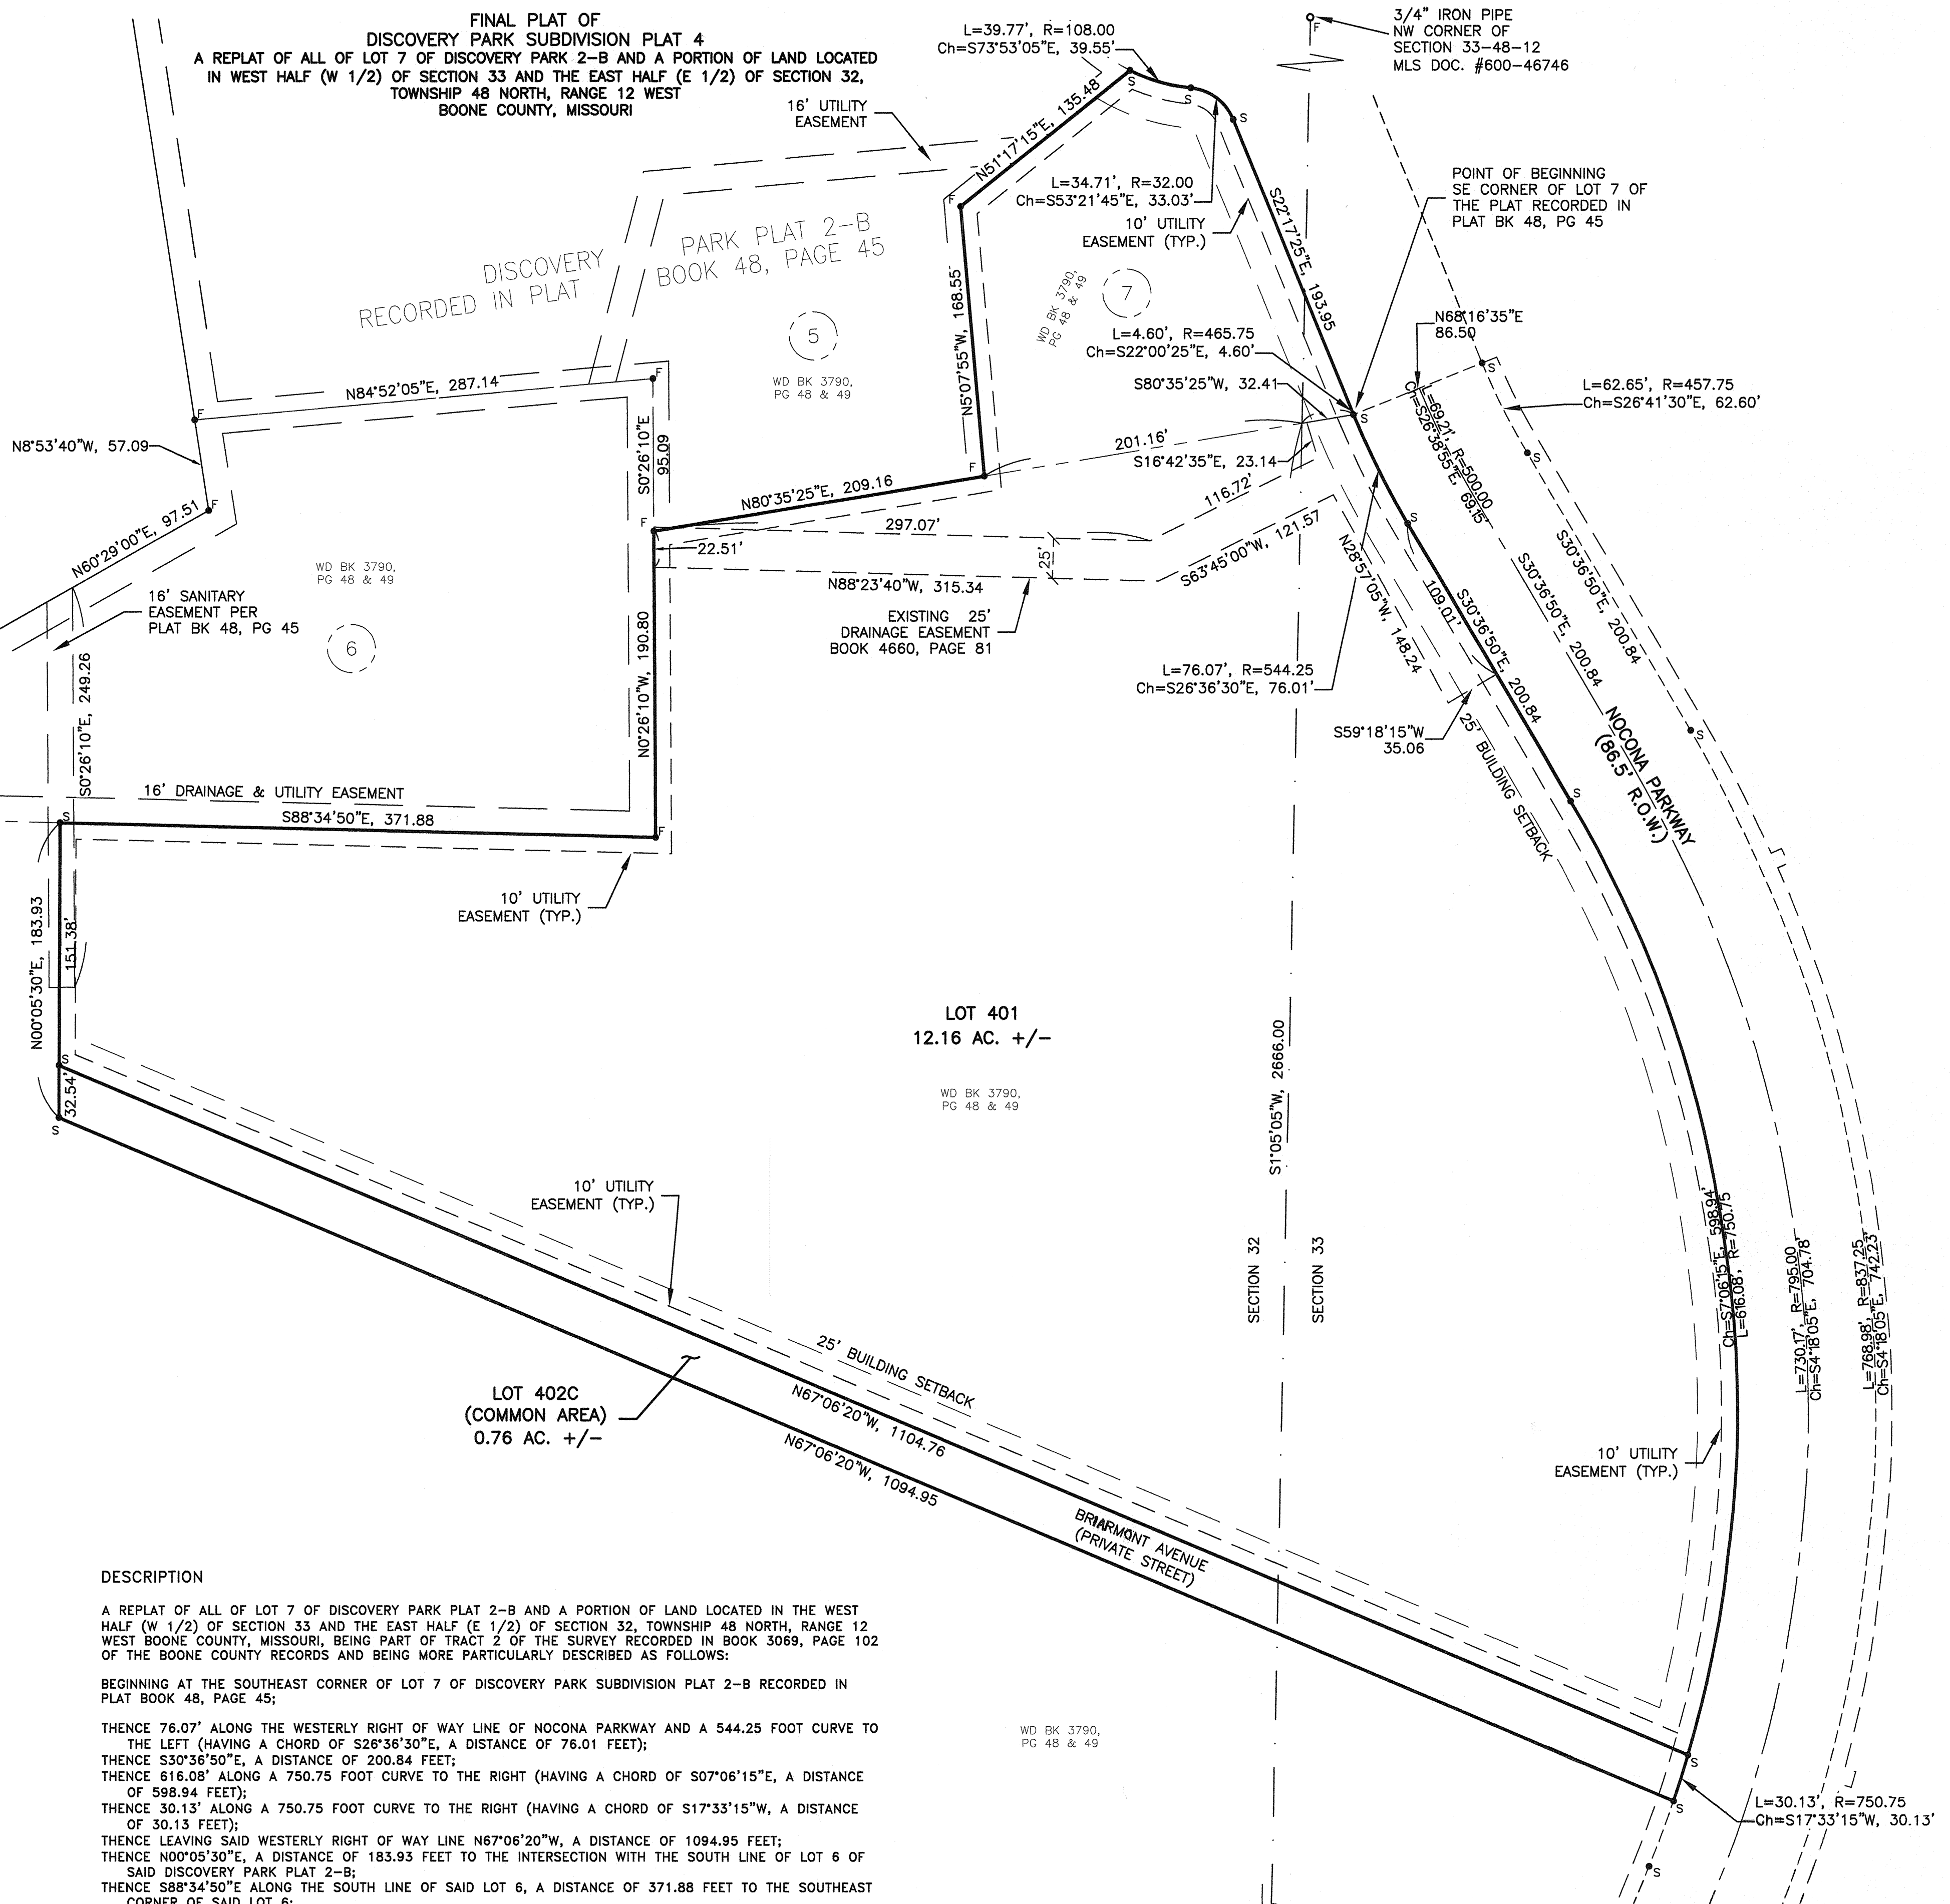 FINAL PLAT OF
DISCOVERY PARK SUBDIVISION PLAT 4
A REPLAT OF ALL OF LOT 7 OF DISCOVERY PARK 2-B AND A PORTION OF LAND LOCATED
IN WEST HALF (W 1/2) OF SECTION 33 AND THE EAST HALF (E 1/2) OF SECTION 32,
TOWNSHIP 48 NORTH, RANGE 12 WEST
BOONE COUNTY, MISSOURI
L=39.77', R=108.00
Ch=S73°53'05"E, 39.55'
3/4" IRON PIPE
NW CORNER OF
SECTION 33-48-12
MLS DOC. #600-46746
F
16' UTILITY
EASEMENT
N51°17'15"E, 135.48'
S
S
S
L=34.71', R=32.00
Ch=S53°21'45"E, 33.03'
10' UTILITY
EASEMENT (TYP.)
S22°17'25"E, 193.95
POINT OF BEGINNING
SE CORNER OF LOT 7 OF
THE PLAT RECORDED IN
PLAT BK 48, PG 45
F
DISCOVERY PARK PLAT 2-B
RECORDED IN PLAT BOOK 48, PAGE 45
5
WD BK 3790,
PG 48 & 49
7
WD BK 3790,
PG 48 & 49
N5°07'55"W, 168.55'
L=4.60', R=465.75
Ch=S22°00'25"E, 4.60'
S80°35'25"W, 32.41
N68°16'35"E
86.50
S
S
L=62.65', R=457.75
Ch=S26°41'30"E, 62.60'
L=69.21', R=500.00
Ch=S26°38'55"E, 69.15'
N84°52'05"E, 287.14
F
F
N8°53'40"W, 57.09
S0°26'10"E
95.09
201.16'
S16°42'35"E, 23.14
F
N80°35'25"E, 209.16
116.72'
F
N60°29'00"E, 97.51
F
297.07'
22.51'
25'
S63°45'00"W, 121.57
N88°23'40"W, 315.34
S
N28°57'05"W, 148.24
109.01'
S30°36'50"E, 200.84
S30°36'50"E, 200.84
S30°36'50"E, 200.84
WD BK 3790,
PG 48 & 49
6
16' SANITARY
EASEMENT PER
PLAT BK 48, PG 45
EXISTING 25'
DRAINAGE EASEMENT
BOOK 4660, PAGE 81
L=76.07', R=544.25
Ch=S26°36'30"E, 76.01'
S0°26'10"E, 249.26
N0°26'10"W, 190.80
S59°18'15"W
35.06
25' BUILDING SETBACK
NOCONA PARKWAY
(86.5' R.O.W.)
S
S
16' DRAINAGE & UTILITY EASEMENT
S88°34'50"E, 371.88
S
F
10' UTILITY
EASEMENT (TYP.)
N00°05'30"E, 183.93
151.38'
LOT 401
12.16 AC. +/-
WD BK 3790,
PG 48 & 49
S1°05'05"W, 2666.00
S
32.54'
S
10' UTILITY
EASEMENT (TYP.)
SECTION 32
SECTION 33
Ch=S7°06'15"E, 598.94'
L=616.08', R=750.75
L=730.17', R=795.00
Ch=S4°18'05"E, 704.78'
L=768.98', R=837.25
Ch=S4°18'05"E, 742.23'
25' BUILDING SETBACK
LOT 402C
(COMMON AREA)
0.76 AC. +/-
N67°06'20"W, 1104.76
N67°06'20"W, 1094.95
10' UTILITY
EASEMENT (TYP.)
BRIARMONT AVENUE
(PRIVATE STREET)
WD BK 3790,
PG 48 & 49
S
S
L=30.13', R=750.75
Ch=S17°33'15"W, 30.13'
S
DESCRIPTION
A REPLAT OF ALL OF LOT 7 OF DISCOVERY PARK PLAT 2-B AND A PORTION OF LAND LOCATED IN THE WEST
HALF (W 1/2) OF SECTION 33 AND THE EAST HALF (E 1/2) OF SECTION 32, TOWNSHIP 48 NORTH, RANGE 12
WEST BOONE COUNTY, MISSOURI, BEING PART OF TRACT 2 OF THE SURVEY RECORDED IN BOOK 3069, PAGE 102
OF THE BOONE COUNTY RECORDS AND BEING MORE PARTICULARLY DESCRIBED AS FOLLOWS:
BEGINNING AT THE SOUTHEAST CORNER OF LOT 7 OF DISCOVERY PARK SUBDIVISION PLAT 2-B RECORDED IN
PLAT BOOK 48, PAGE 45;
THENCE 76.07' ALONG THE WESTERLY RIGHT OF WAY LINE OF NOCONA PARKWAY AND A 544.25 FOOT CURVE TO
THE LEFT (HAVING A CHORD OF S26°36'30"E, A DISTANCE OF 76.01 FEET);
THENCE S30°36'50"E, A DISTANCE OF 200.84 FEET;
THENCE 616.08' ALONG A 750.75 FOOT CURVE TO THE RIGHT (HAVING A CHORD OF S07°06'15"E, A DISTANCE
OF 598.94 FEET);
THENCE 30.13' ALONG A 750.75 FOOT CURVE TO THE RIGHT (HAVING A CHORD OF S17°33'15"W, A DISTANCE
OF 30.13 FEET);
THENCE LEAVING SAID WESTERLY RIGHT OF WAY LINE N67°06'20"W, A DISTANCE OF 1094.95 FEET;
THENCE N00°05'30"E, A DISTANCE OF 183.93 FEET TO THE INTERSECTION WITH THE SOUTH LINE OF LOT 6 OF
SAID DISCOVERY PARK PLAT 2-B;
THENCE S88°34'50"E ALONG THE SOUTH LINE OF SAID LOT 6, A DISTANCE OF 371.88 FEET TO THE SOUTHEAST
CORNER OF SAID LOT 6;